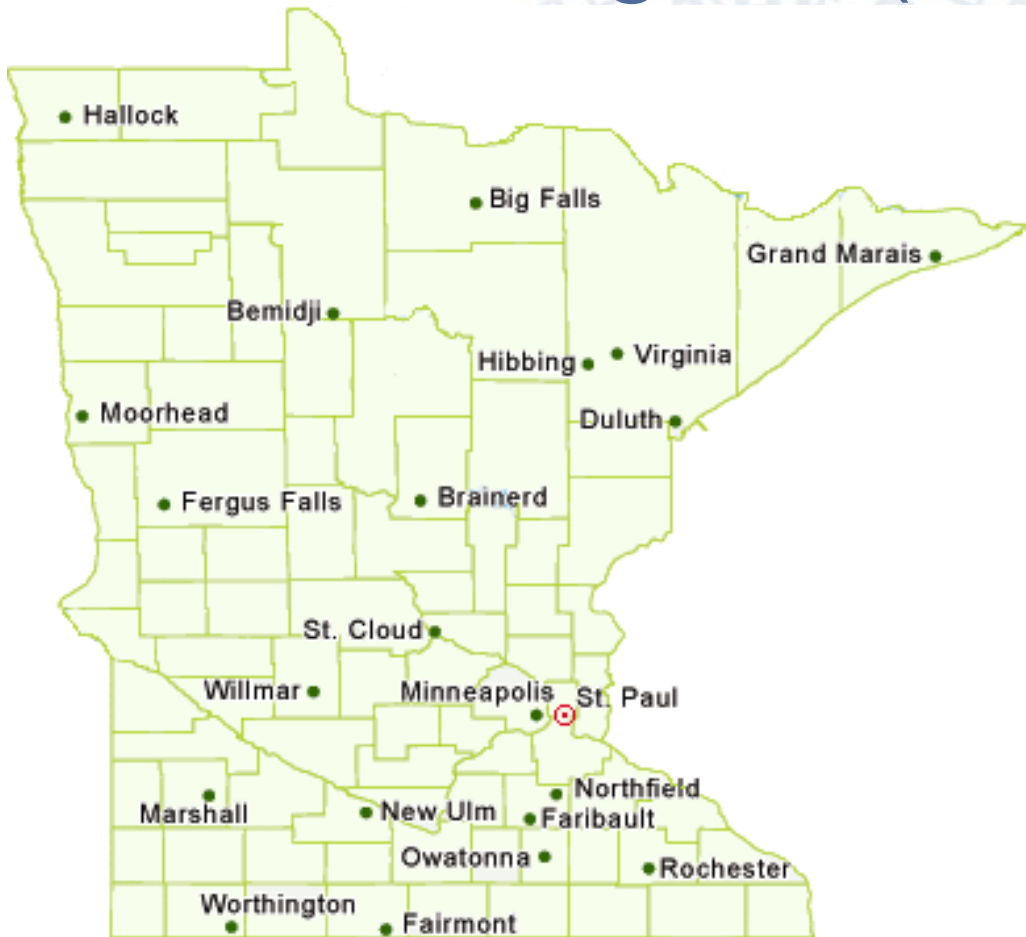 Hallock
Big Falls
Grand Marais
Bemidji
Virginia
Hibbing
Moorhead
Duluth
Brainerd
Fergus Falls
St. Cloud
Willmar
Minneapolis
St. Paul
Northfield
Marshall
New Ulm
Faribault
Owatonna
Rochester
Worthington
Fairmont